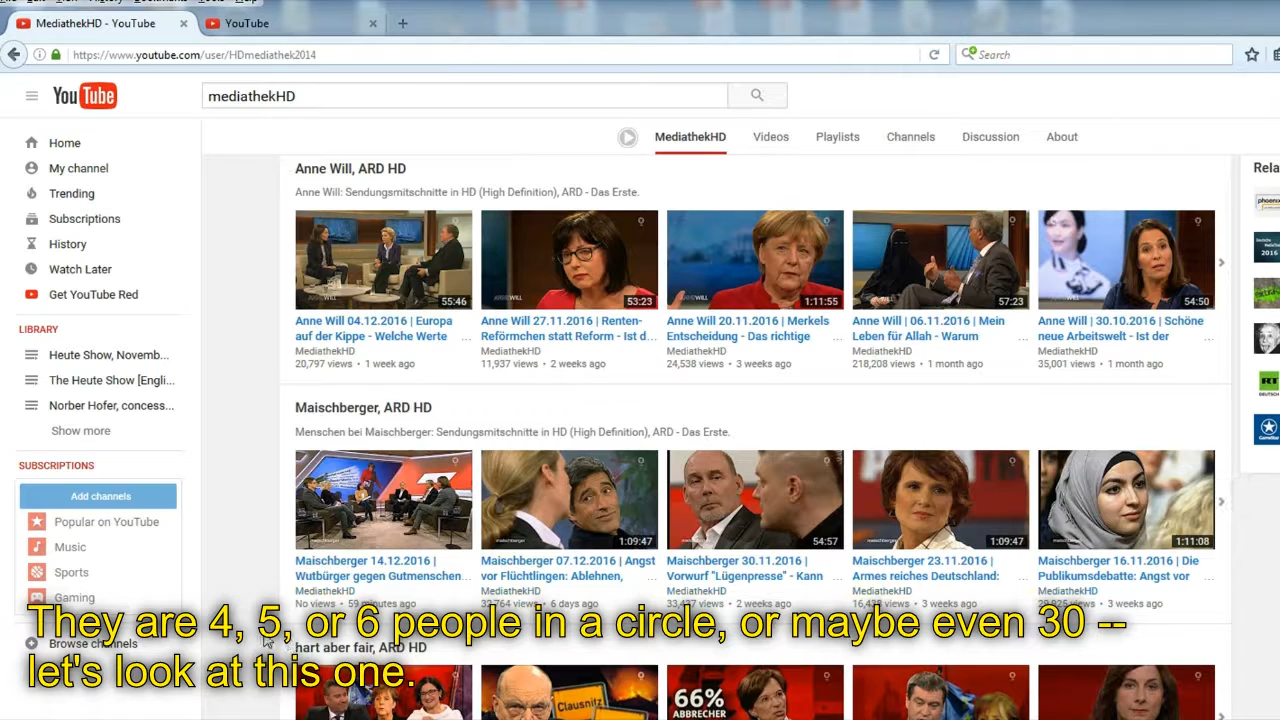 MediathekHD - YouTube
YouTube
https://www.youtube.com/user/HDmediathek2014
Search
YouTube
mediathekHD
MediathekHD Videos Playlists Channels Discussion About
Home
My channel
Trending
Subscriptions
History
Watch Later
Get YouTube Red
LIBRARY
Heute Show, Novemb...
The Heute Show [Engli...
Norber Hofer, concess...
Show more
SUBSCRIPTIONS
Add channels
Popular on YouTube
Music
Sports
Gaming
Browse channels
Anne Will, ARD HD
Anne Will: Sendungsmitschnitte in HD (High Definition), ARD - Das Erste.
55:46
53:23
1:11:55
57:23
54:50
Anne Will 04.12.2016 | Europa
auf der Kippe - Welche Werte ...
MediathekHD
20,797 views • 1 week ago
Anne Will 27.11.2016 | Renten-
Reförmchen statt Reform - Ist d...
MediathekHD
11,937 views • 2 weeks ago
Anne Will 20.11.2016 | Merkels
Entscheidung - Das richtige
MediathekHD
24,538 views • 3 weeks ago
Anne Will | 06.11.2016 | Mein
Leben für Allah - Warum ...
MediathekHD
218,208 views • 1 month ago
Anne Will | 30.10.2016 | Schöne
neue Arbeitswelt - Ist der ...
MediathekHD
35,001 views • 1 month ago
Maischberger, ARD HD
Menschen bei Maischberger: Sendungsmitschnitte in HD (High Definition), ARD - Das Erste.
1:09:47
54:57
1:09:47
1:11:08
Maischberger 14.12.2016 |
Wutbürger gegen Gutmenschen...
MediathekHD
No views •
Maischberger 07.12.2016 | Angst
vor Flüchtlingen: Ablehnen, ...
MediathekHD
6 days ago
Maischberger 30.11.2016 |
Vorwurf "Lügenpresse" - Kann ...
MediathekHD
2 weeks ago
Maischberger 23.11.2016 |
Armes reiches Deutschland: ...
MediathekHD
3 weeks ago
Maischberger 16.11.2016 | Die
Publikumsdebatte: Angst vor ...
MediathekHD
3 weeks ago
hart aber fair, ARD HD
Clausnitz
66%
ABBRECHER
Rela
phoenix
2016
RT
DEUTSCH
GameStar
They are 4, 5, or 6 people in a circle, or maybe even 30 --
let's look at this one.